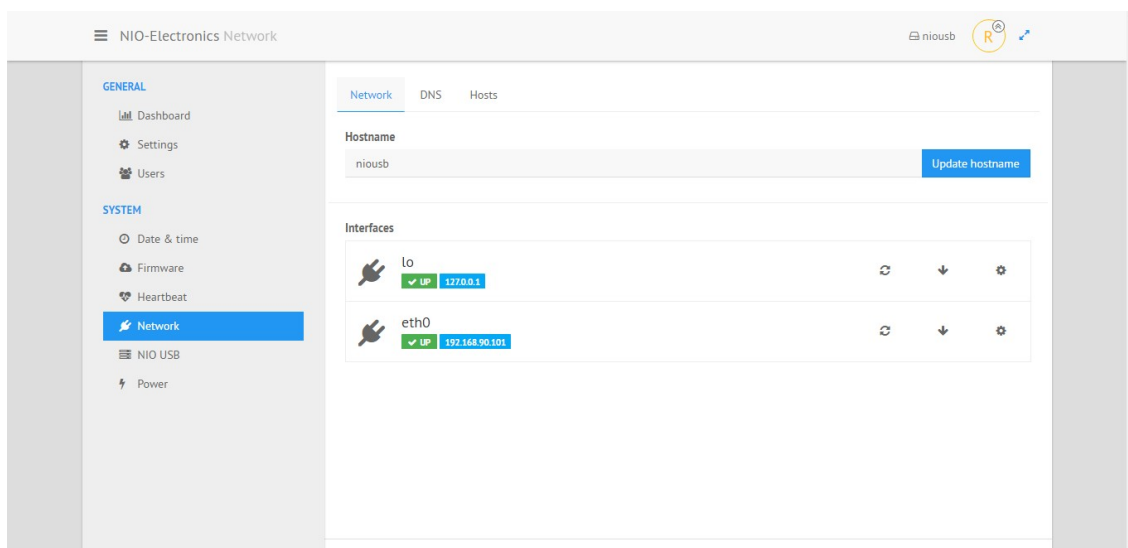 NIO-Electronics Network
niousb
R
GENERAL
Dashboard
Settings
Users
SYSTEM
Date & time
Firmware
Heartbeat
Network
NIO USB
Power
Network DNS Hosts
Hostname
niousb Update hostname
Interfaces
lo
UP 127.0.0.1
eth0
UP 192.168.90.101